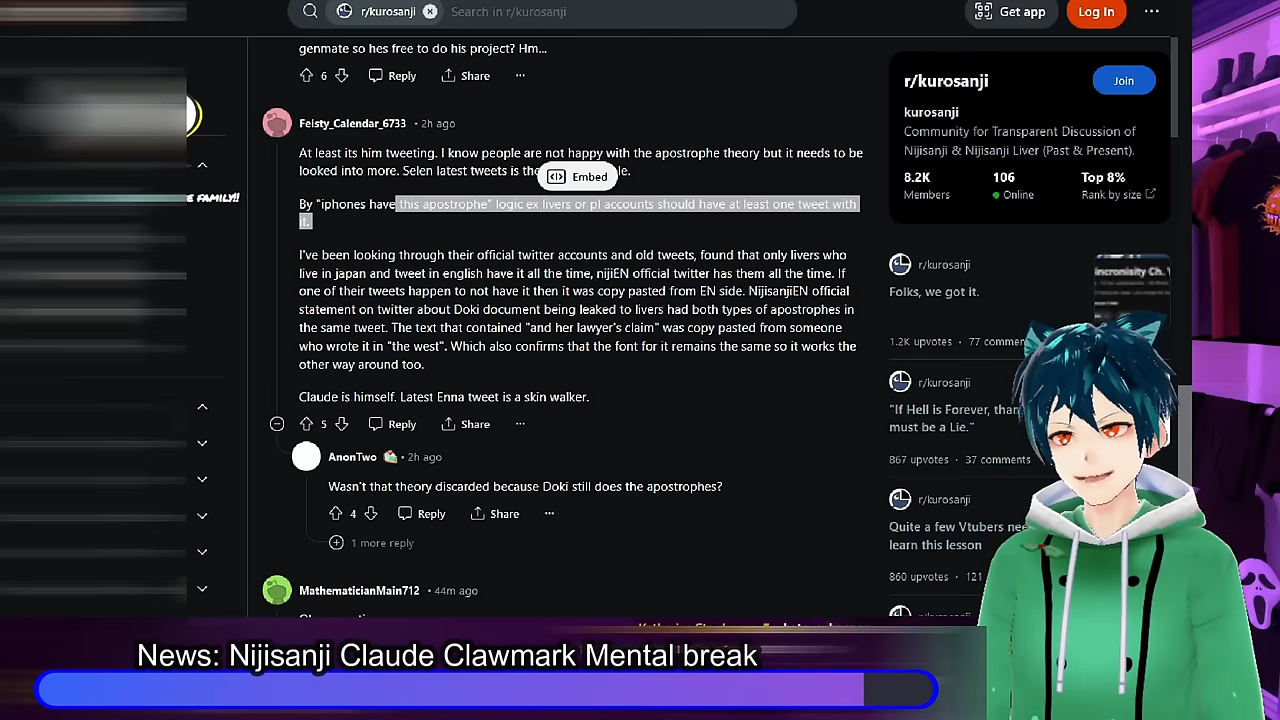 r/kurosanji
Search in r/kurosanji
Get app
Log In
genmate so hes free to do his project? Hm...
6
Reply
Share
Feisty_Calendar_6733 • 2h ago
At least its him tweeting. I know people are not happy with the apostrophe theory but it needs to be
looked into more. Selen latest tweets is the
Embed
By "iphones have this apostrophe" logic ex livers or pl accounts should have at least one tweet with
it.
I've been looking through their official twitter accounts and old tweets, found that only livers who
live in japan and tweet in english have it all the time, nijiEN official twitter has them all the time. If
one of their tweets happen to not have it then it was copy pasted from EN side. NijisanjiEN official
statement on twitter about Doki document being leaked to livers had both types of apostrophes in
the same tweet. The text that contained "and her lawyer's claim" was copy pasted from someone
who wrote it in "the west". Which also confirms that the font for it remains the same so it works the
other way around too.
Claude is himself. Latest Enna tweet is a skin walker.
5
Reply
Share
AnonTwo • 2h ago
Wasn't that theory discarded because Doki still does the apostrophes?
4
Reply
Share
1 more reply
MathematicianMain712 • 44m ago
E FAMILY!!
r/kurosanji
Join
kurosanji
Community for Transparent Discussion of
Nijisanji & Nijisanji Liver (Past & Present).
8.2K
106
Top 8%
Members
Online
Rank by size
r/kurosanji
Folks, we got it.
1.2K upvotes • 77 commen
r/kurosanji
"If Hell is Forever, than
must be a Lie."
867 upvotes • 37 comments
r/kurosanji
Quite a few Vtubers nee
learn this lesson
860 upvotes • 121
News: Nijisanji Claude Clawmark Mental break